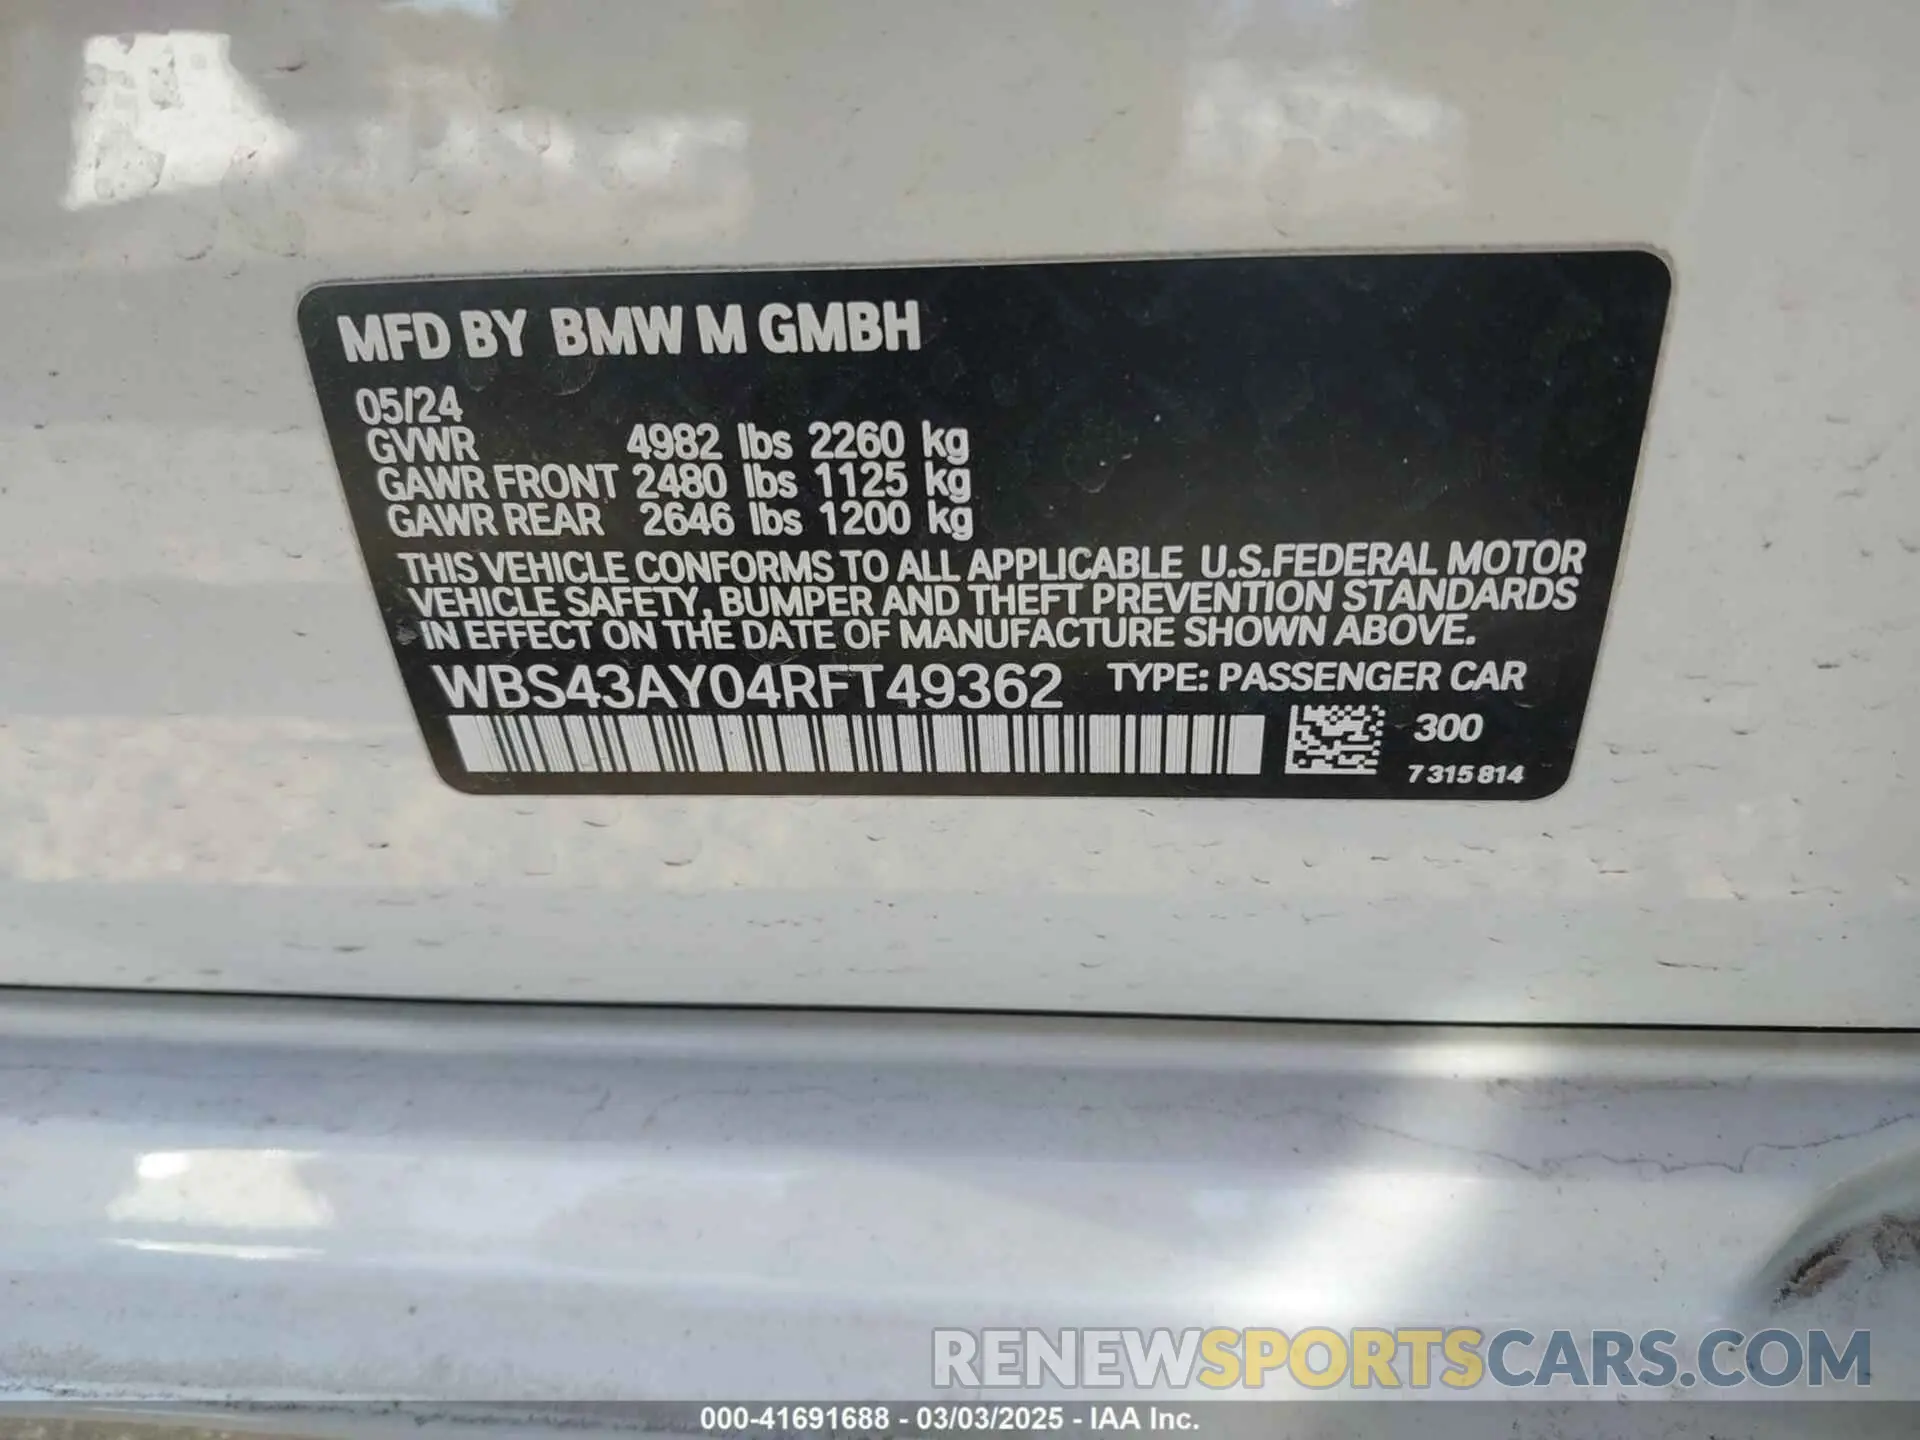 MFD BY BMW M GMBH
05/24
GVWR 4982 lbs 2260 kg
GAWR FRONT 2480 lbs 1125 kg
GAWR REAR 2646 lbs 1200 kg
THIS VEHICLE CONFORMS TO ALL APPLICABLE U.S.FEDERAL MOTOR
VEHICLE SAFETY, BUMPER AND THEFT PREVENTION STANDARDS
IN EFFECT ON THE DATE OF MANUFACTURE SHOWN ABOVE.
WBS43AY04RFT49362 TYPE: PASSENGER CAR
300
7 315 814
RENEWSPORTSCARS.COM
000-41691688 - 03/03/2025 - IAA Inc.